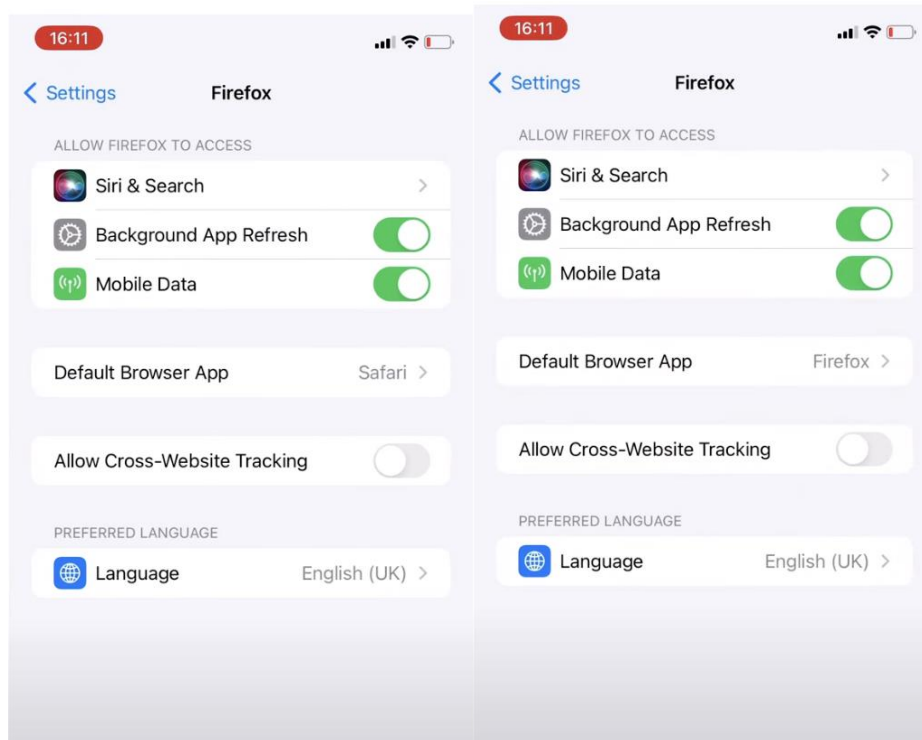 16:11
Settings
Firefox
ALLOW FIREFOX TO ACCESS
Siri & Search
Background App Refresh
Mobile Data
Default Browser App Safari
Allow Cross-Website Tracking
PREFERRED LANGUAGE
Language English (UK)
16:11
Settings
Firefox
ALLOW FIREFOX TO ACCESS
Siri & Search
Background App Refresh
Mobile Data
Default Browser App Firefox
Allow Cross-Website Tracking
PREFERRED LANGUAGE
Language English (UK)